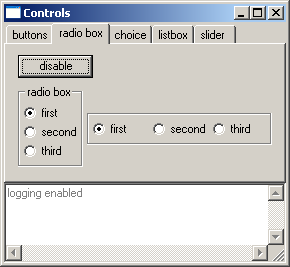 Controls
buttons radio box choice listbox slider
disable
radio box
first
second
third
first second third
logging enabled